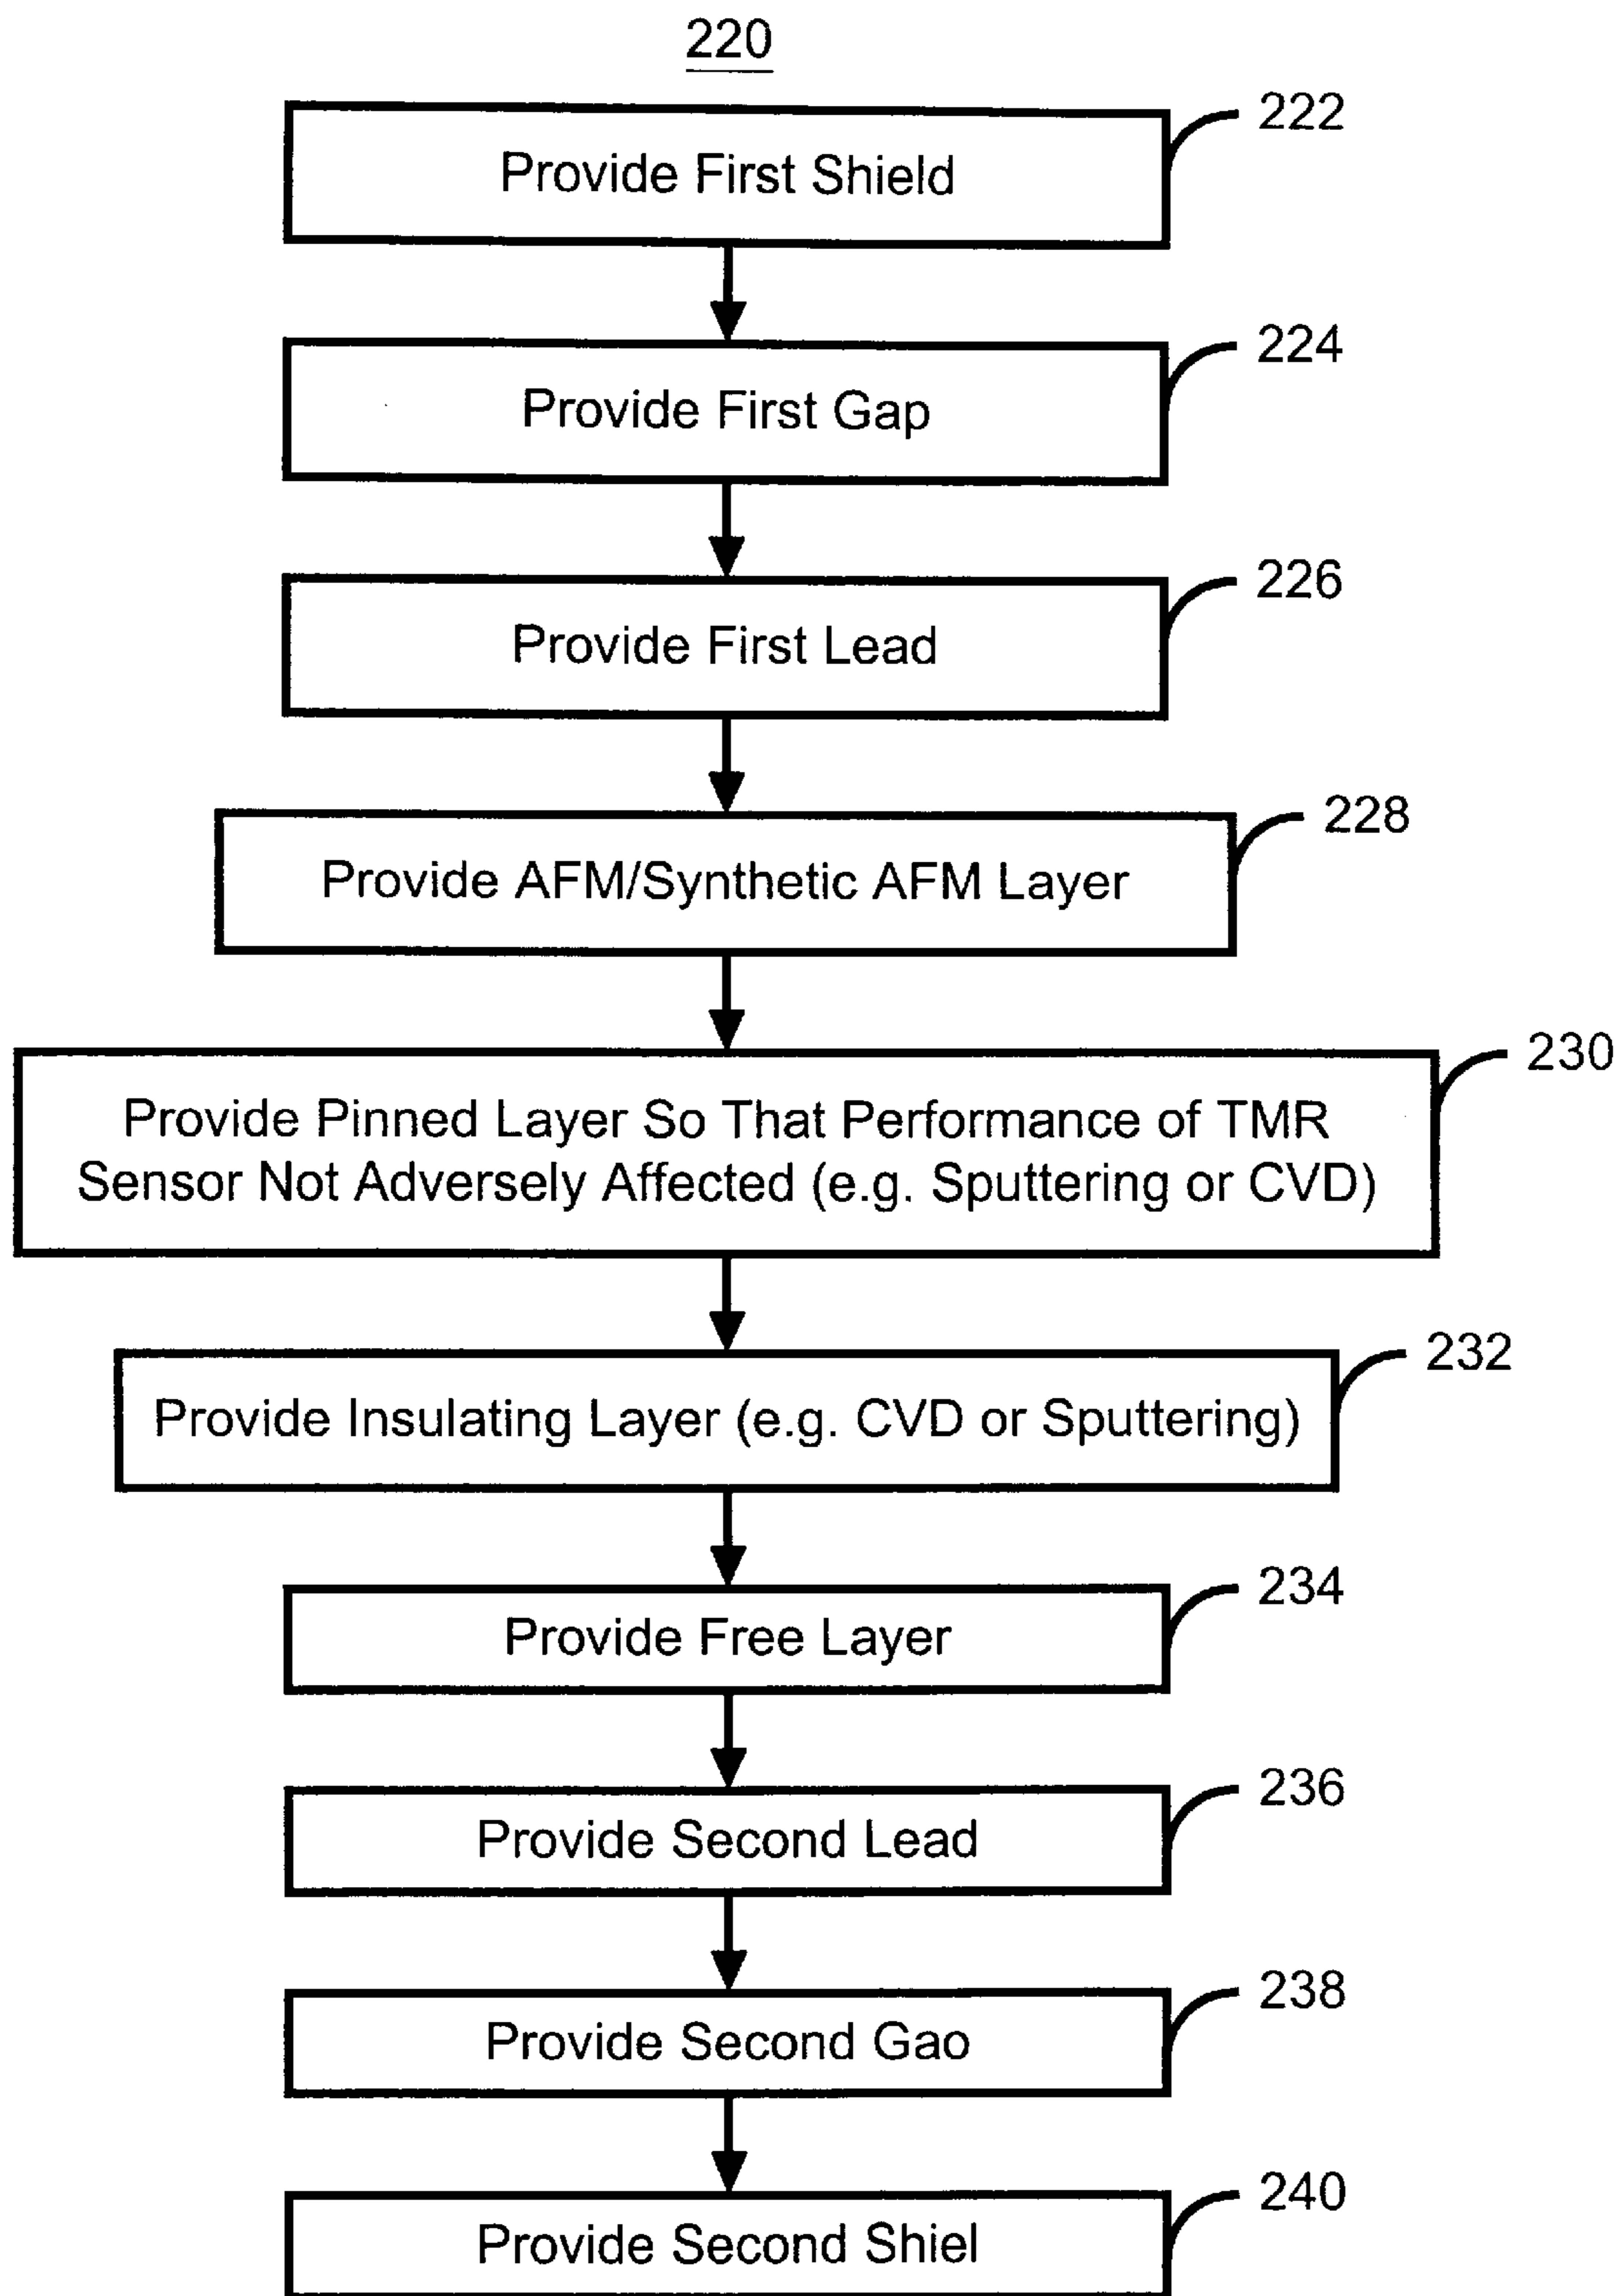 220
Provide First Shield
222
Provide First Gap
224
Provide First Lead
226
Provide AFM/Synthetic AFM Layer
228
Provide Pinned Layer So That Performance of TMR
Sensor Not Adversely Affected (e.g. Sputtering or CVD)
230
Provide Insulating Layer (e.g. CVD or Sputtering)
232
Provide Free Layer
234
Provide Second Lead
236
Provide Second Gao
238
Provide Second Shiel
240